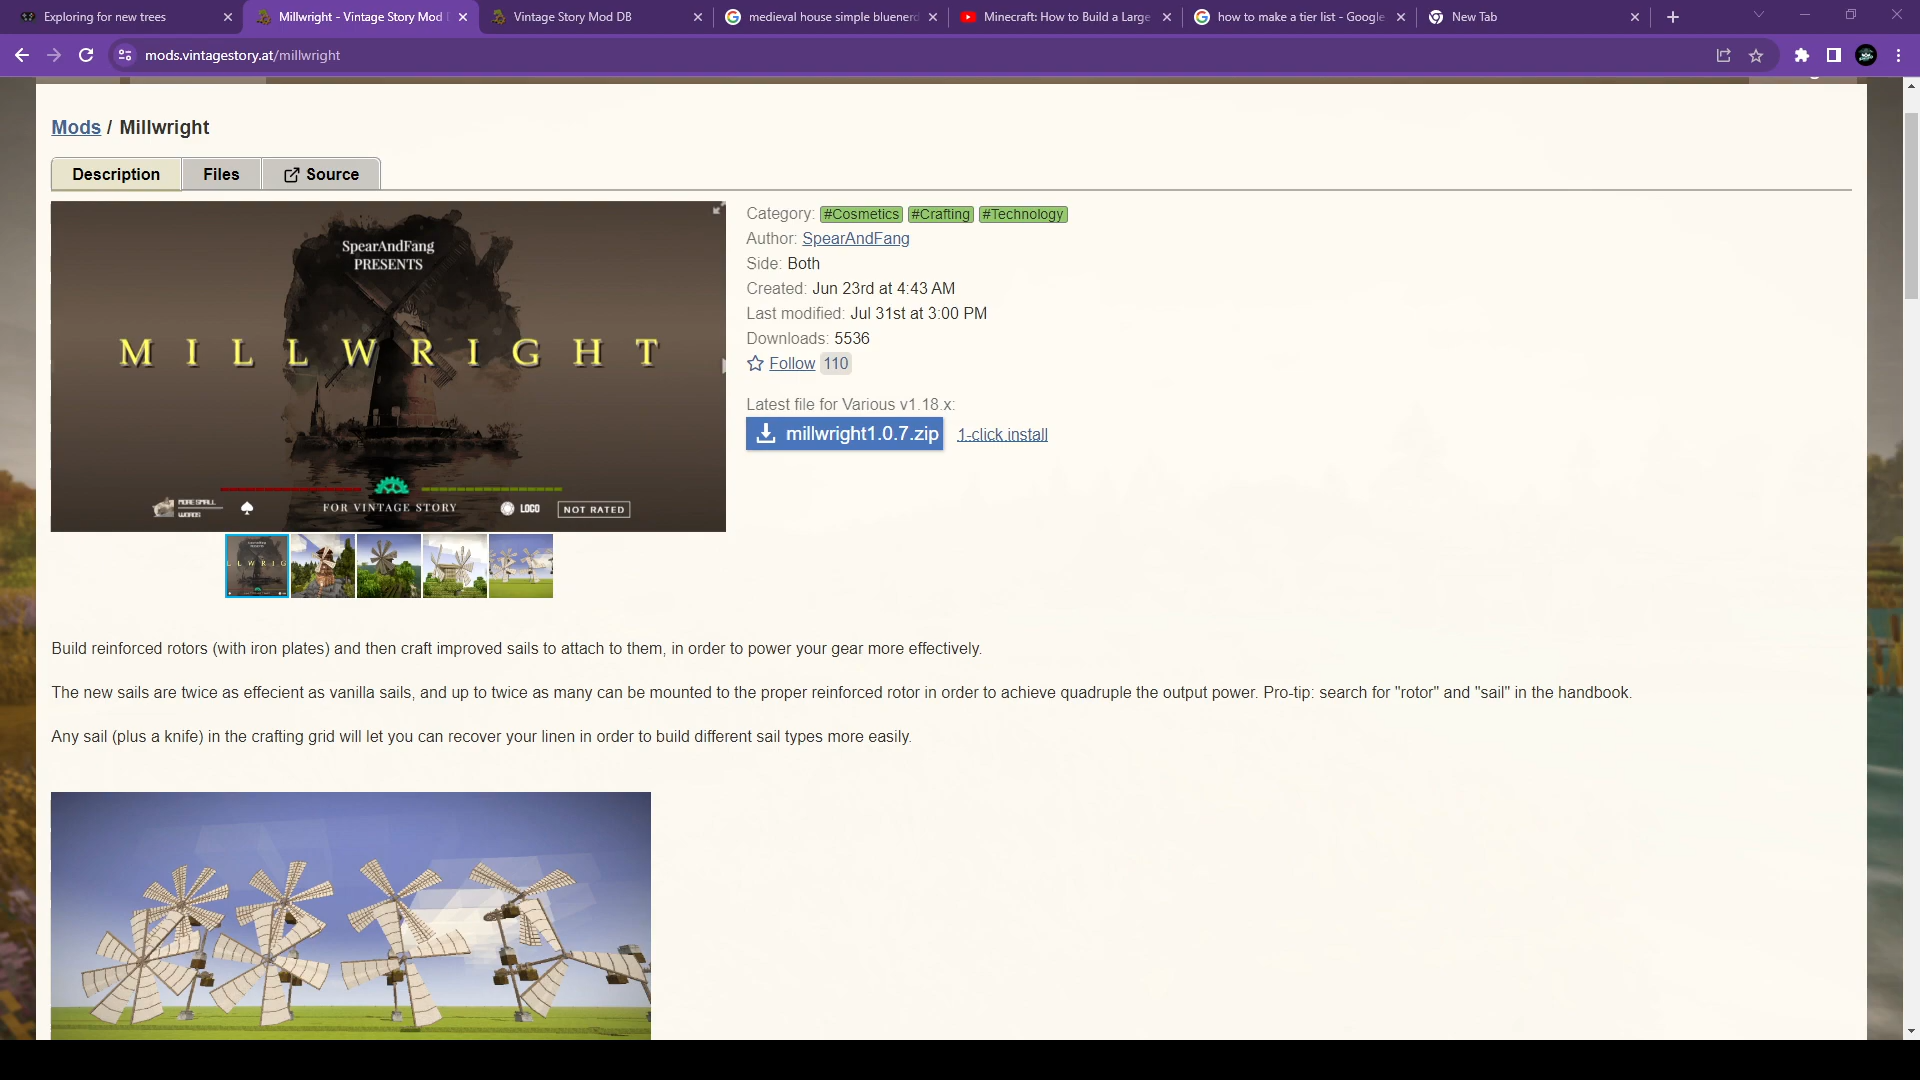 Exploring for new trees
Millwright - Vintage Story Mod
Vintage Story Mod DB
medieval house simple bluenerd
Minecraft: How to Build a Large
how to make a tier list - Google
New Tab
mods.vintagestory.at/millwright
Mods / Millwright
Description
Files
Source
SpearAndFang
PRESENTS
MILLWRIGHT
MORE SMALL
WORDS
FOR VINTAGE STORY
LOGO
NOT RATED
Category: #Cosmetics #Crafting #Technology
Author: SpearAndFang
Side: Both
Created: Jun 23rd at 4:43 AM
Last modified: Jul 31st at 3:00 PM
Downloads: 5536
Follow 110
Latest file for Various v1.18.x:
millwright1.0.7.zip 1-click install
Build reinforced rotors (with iron plates) and then craft improved sails to attach to them, in order to power your gear more effectively.
The new sails are twice as effecient as vanilla sails, and up to twice as many can be mounted to the proper reinforced rotor in order to achieve quadruple the output power. Pro-tip: search for "rotor" and "sail" in the handbook.
Any sail (plus a knife) in the crafting grid will let you can recover your linen in order to build different sail types more easily.